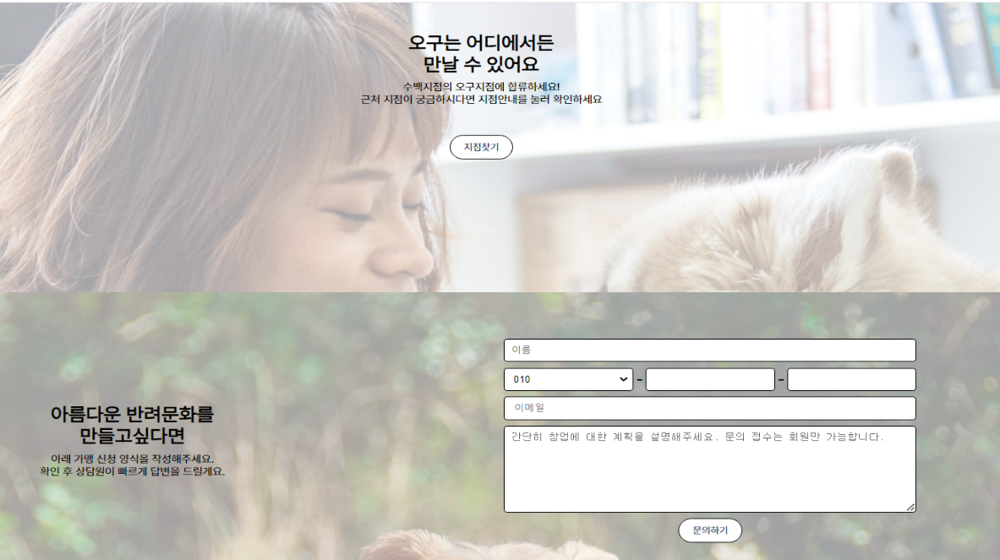 오구는 어디에서든
만날 수 있어요
수백지점의 오구지점에 합류하세요!
근처 지점이 궁금하시다면 지점안내를 눌러 확인하세요
지점찾기
아름다운 반려문화를
만들고싶다면
아래 가맹 신청 양식을 작성해주세요.
확인 후 상담원이 빠르게 답변을 드릴게요.
이름
010 - -
이메일
간단히 창업에 대한 계획을 설명해주세요. 문의 접수는 회원만 가능합니다.
문의하기